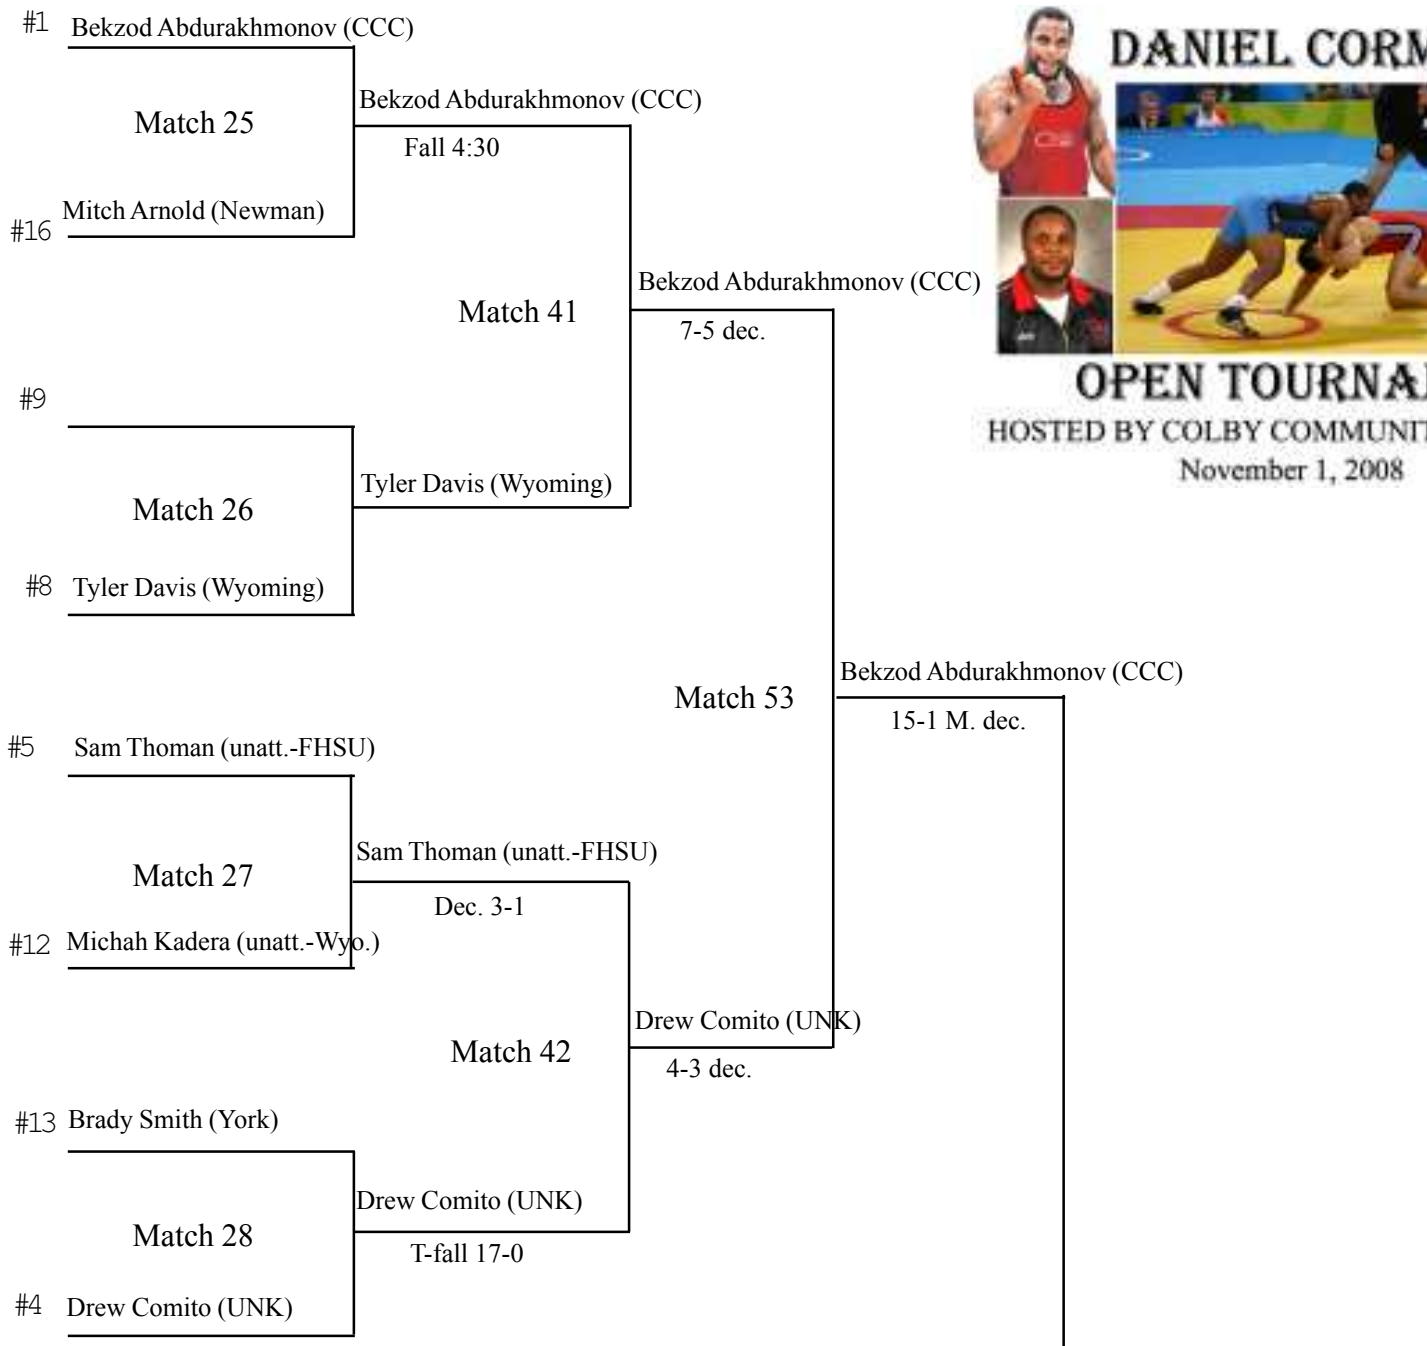 #1 Bekzod Abdurakhmonov (CCC)
Match 25
#16 Mitch Arnold (Newman)
Bekzod Abdurakhmonov (CCC)
Fall 4:30
Match 41
#9
Match 26
#8 Tyler Davis (Wyoming)
Tyler Davis (Wyoming)
Bekzod Abdurakhmonov (CCC)
7-5 dec.
Match 53
#5 Sam Thoman (unatt.-FHSU)
Match 27
#12 Michah Kadera (unatt.-Wyo.)
Sam Thoman (unatt.-FHSU)
Dec. 3-1
Match 42
#13 Brady Smith (York)
Match 28
#4 Drew Comito (UNK)
Drew Comito (UNK)
T-fall 17-0
Drew Comito (UNK)
4-3 dec.
Bekzod Abdurakhmonov (CCC)
15-1 M. dec.
DANIEL CORM
OPEN TOURNA
HOSTED BY COLBY COMMUNIT
November 1, 2008